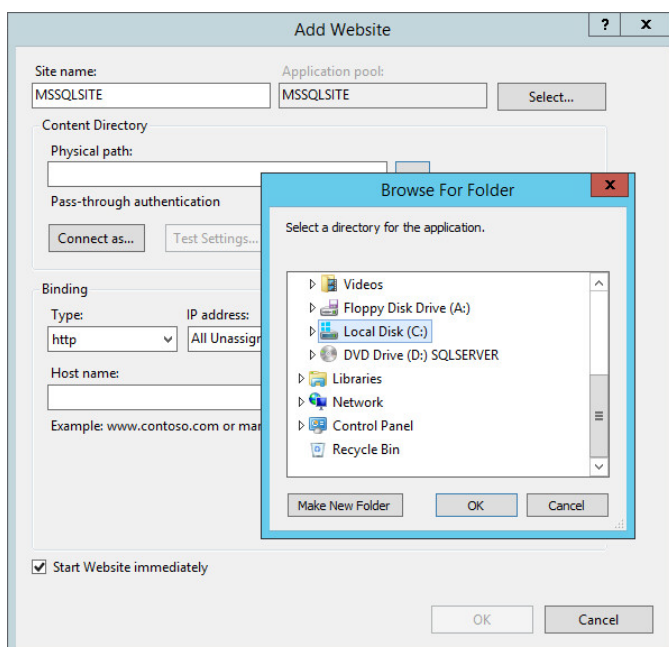 Add Website
? x
Site name:
Application pool:
MSSQLSITE
MSSQLSITE
Select...
Content Directory
Physical path:
Pass-through authentication
Connect as...
Test Settings...
Browse For Folder
x
Select a directory for the application.
Videos
Floppy Disk Drive (A:)
Local Disk (C:)
DVD Drive (D:) SQLSERVER
Libraries
Network
Control Panel
Recycle Bin
Make New Folder
OK
Cancel
Binding
Type:
IP address:
http
All Unassign
Host name:
Example: www.contoso.com or mar
Start Website immediately
OK
Cancel